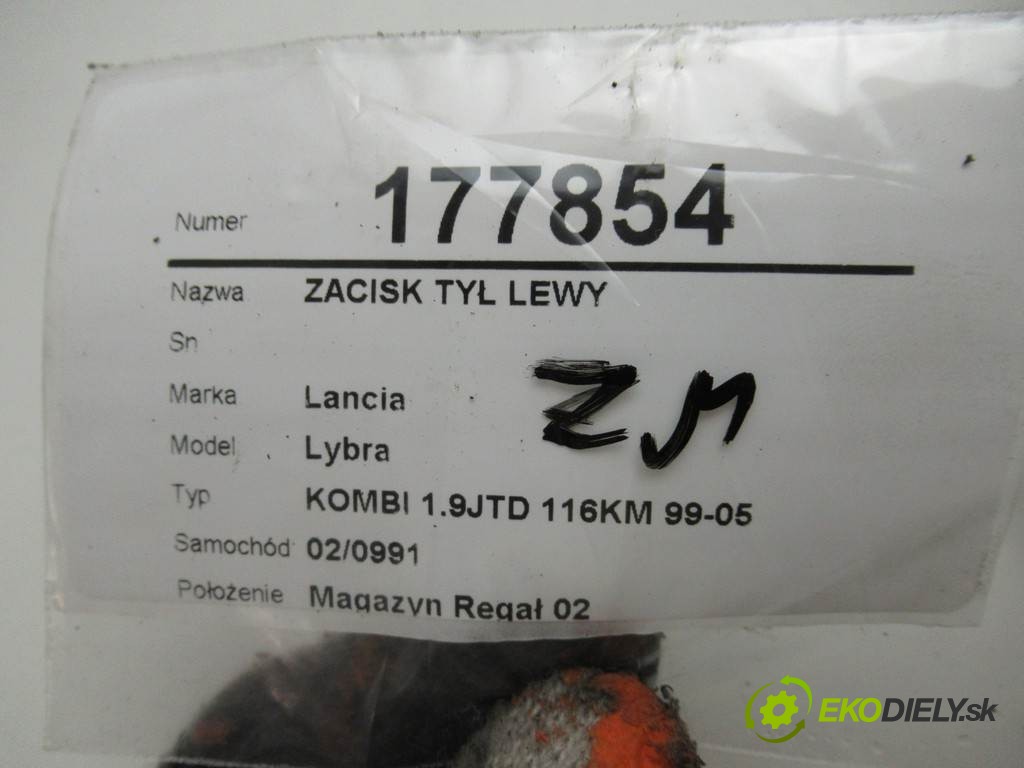 Numer 177854
Nazwa ZACISK TYŁ LEWY
Sn
Marka Lancia
Model Lybra
Typ KOMBI 1.9JTD 116KM 99-05
Samochód 02/0991
Położenie Magazyn Regał 02
ZM
EKODIELY.sk